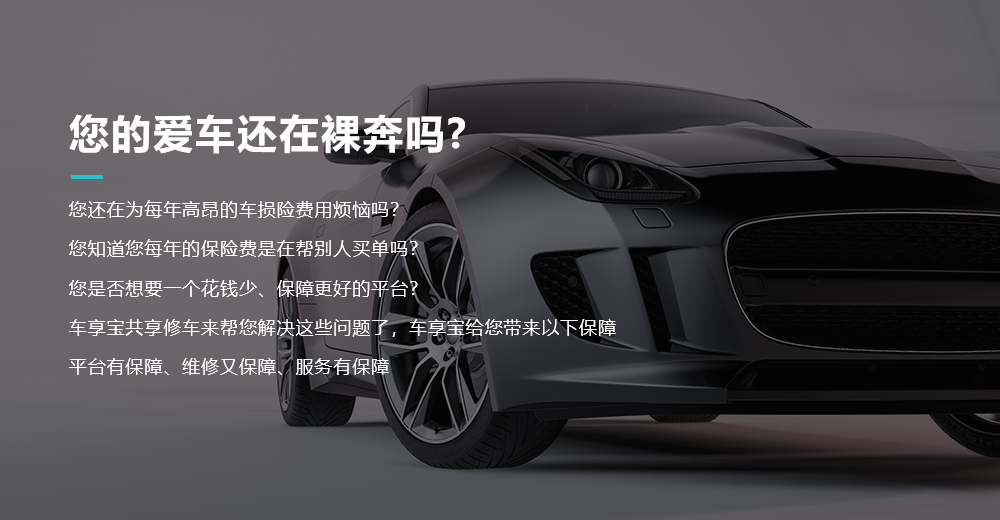 您的爱车还在裸奔吗?
您还在为每年高昂的车损险费用烦恼吗?
您知道您每年的保险费是在帮别人买单吗?
您是否想要一个花钱少、保障更好的平台?
车享宝共享修车来帮您解决这些问题了，车享宝给您带来以下保障
平台有保障、维修又保障、服务有保障